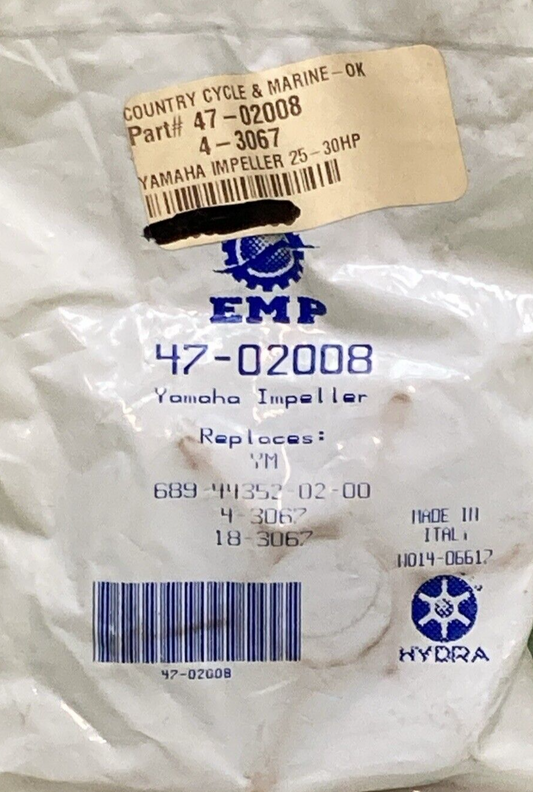 COUNTRY CYCLE & MARINE-OK
Part# 47-02008
4-3067
YAMAHA IMPELLER 25-30HP
EMP
47-02008
Yamaha Impeller
Replaces:
YM
689-44352-02-00
4-3067
18-3067
MADE IN
ITALY
N014-06617
HYDRA
47-02008